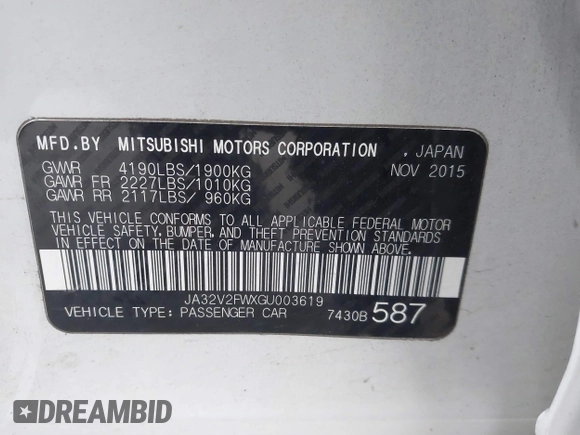 MFD.BY MITSUBISHI MOTORS CORPORATION , JAPAN
GVWR 4190LBS/1900KG NOV 2015
GAWR FR 2227LBS/1010KG
GAWR RR 2117LBS/ 960KG
THIS VEHICLE CONFORMS TO ALL APPLICABLE FEDERAL MOTOR
VEHICLE SAFETY, BUMPER, AND THEFT PREVENTION STANDARDS
IN EFFECT ON THE DATE OF MANUFACTURE SHOWN ABOVE.
JA32V2FWXGU003619
VEHICLE TYPE: PASSENGER CAR 7430B 587
DREAMBID